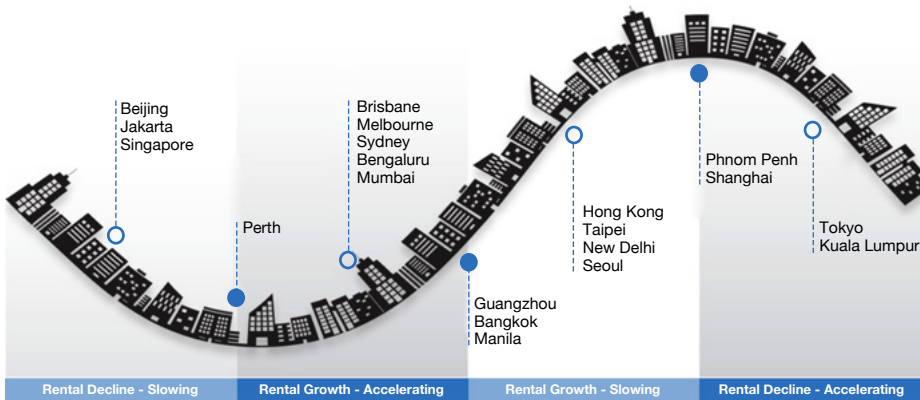 Beijing
Jakarta
Singapore
Perth
Brisbane
Melbourne
Sydney
Bengaluru
Mumbai
Guangzhou
Bangkok
Manila
Hong Kong
Taipei
New Delhi
Seoul
Phnom Penh
Shanghai
Tokyo
Kuala Lumpur
Rental Decline - Slowing
Rental Growth - Accelerating
Rental Growth - Slowing
Rental Decline - Accelerating